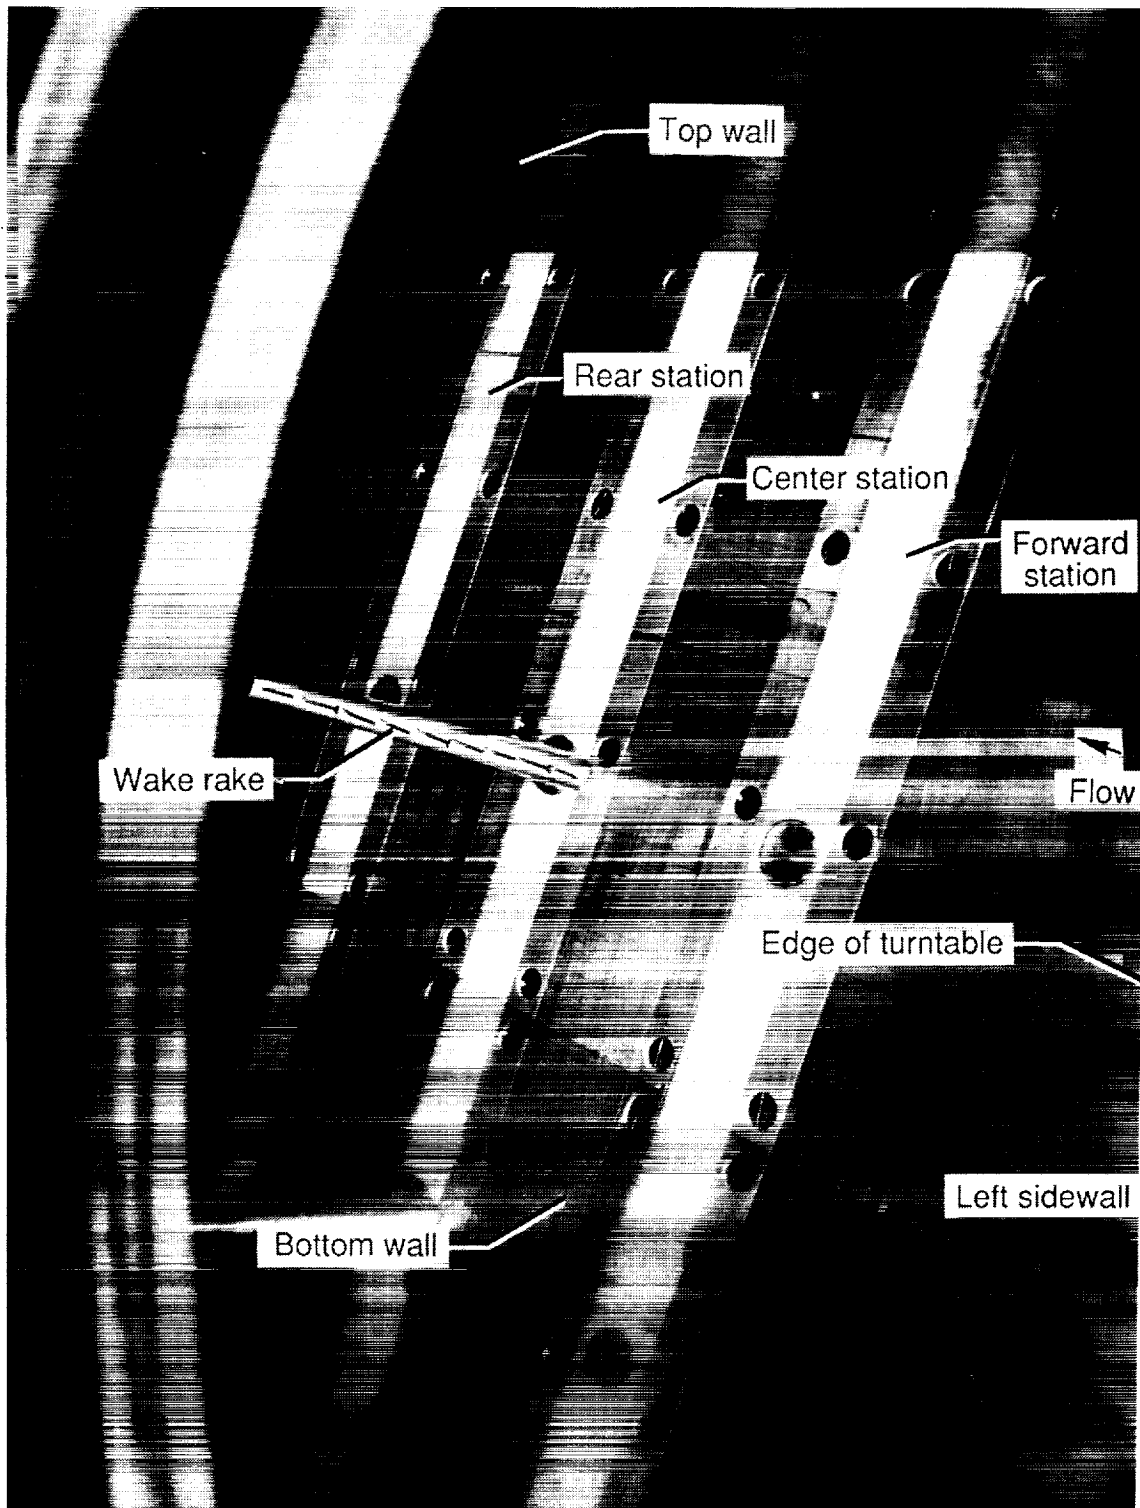 Top wall
Rear station
Center station
Forward
station
Wake rake
Flow
Edge of turntable
Left sidewall
Bottom wall